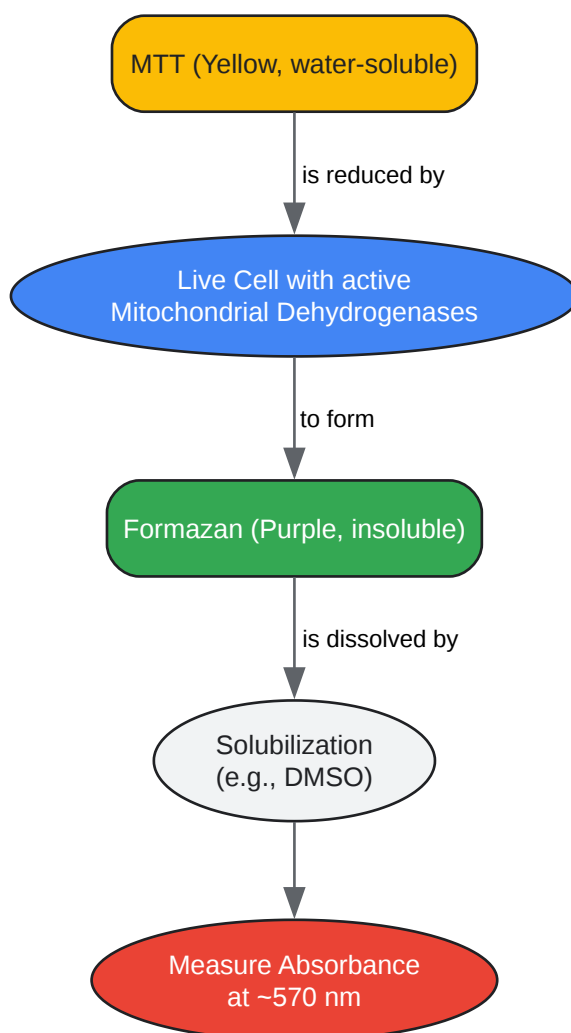 MTT (Yellow, water-soluble)
is reduced by
Live Cell with active
Mitochondrial Dehydrogenases
to form
Formazan (Purple, insoluble)
is dissolved by
Solubilization
(e.g., DMSO)
Measure Absorbance
at ~570 nm